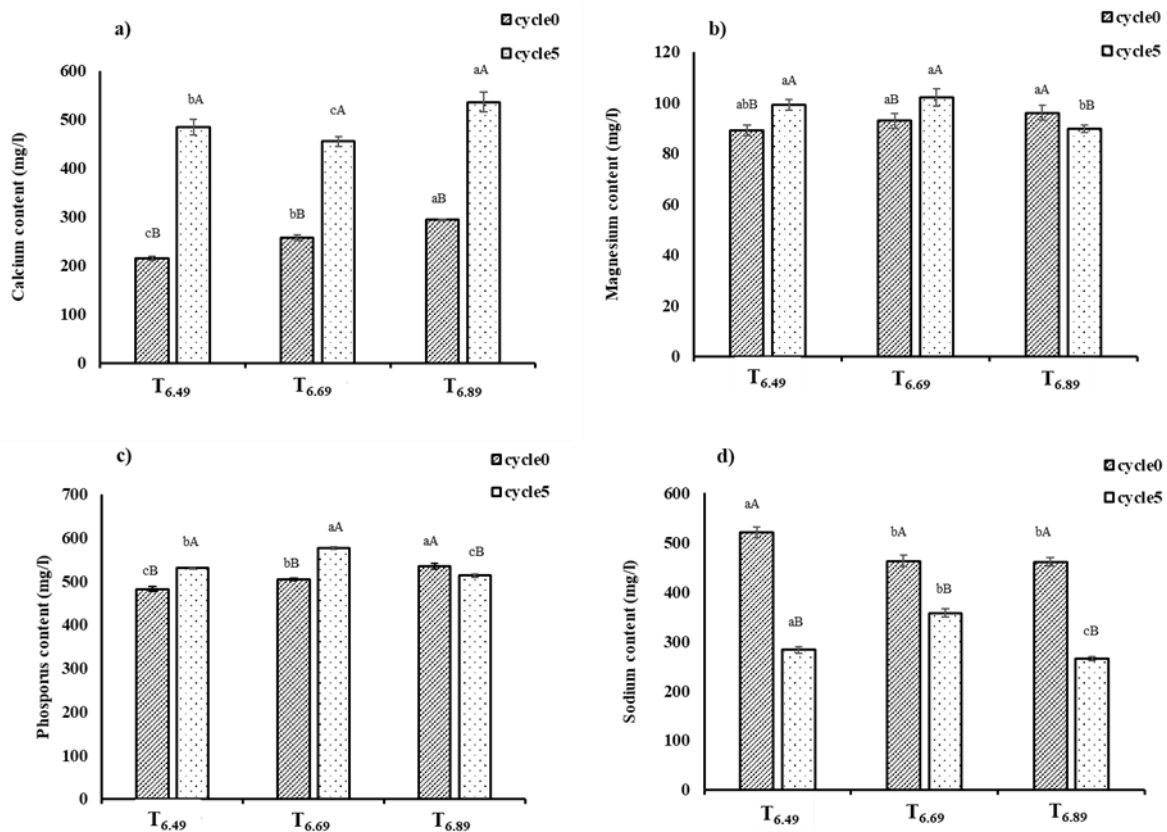 a)
cycle0
cycle5
Calcium content (mg/l)
600
500
400
300
200
100
0
cB
bA
bB
cA
aB
aA
T6.49
T6.69
T6.89
b)
cycle0
cycle5
Magnesium content (mg/l)
120
100
80
60
40
20
0
abB
aA
aB
aA
aA
bB
T6.49
T6.69
T6.89
c)
cycle0
cycle5
Phosporus content (mg/l)
700
600
500
400
300
200
100
0
cB
bA
bB
aA
aA
cB
T6.49
T6.69
T6.89
d)
cycle0
cycle5
Sodium content (mg/l)
600
500
400
300
200
100
0
aA
aB
bA
bB
bA
cB
T6.49
T6.69
T6.89